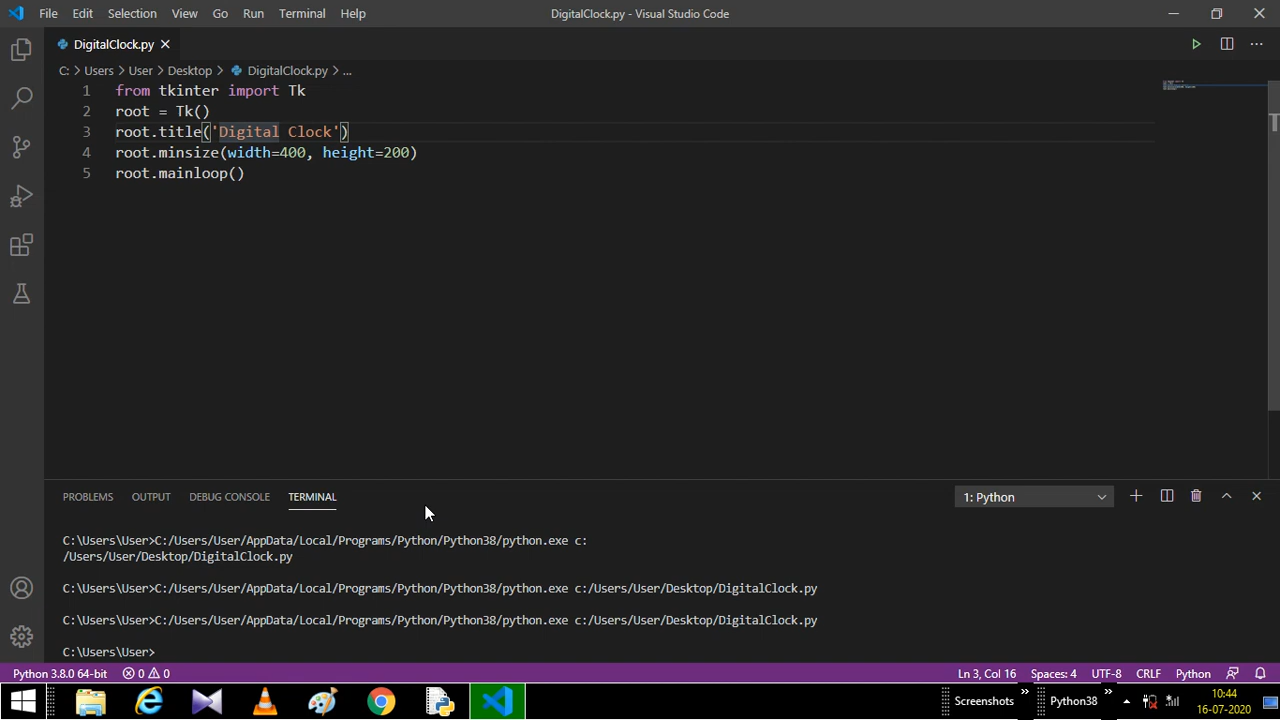 File Edit Selection View Go Run Terminal Help DigitalClock.py - Visual Studio Code
DigitalClock.py
C: > Users > User > Desktop > DigitalClock.py > ...
1 from tkinter import Tk
2 root = Tk()
3 root.title('Digital Clock')
4 root.minsize(width=400, height=200)
5 root.mainloop()
PROBLEMS OUTPUT DEBUG CONSOLE TERMINAL 1: Python
C:\Users\User>C:/Users/User/AppData/Local/Programs/Python/Python38/python.exe c:
/Users/User/Desktop/DigitalClock.py
C:\Users\User>C:/Users/User/AppData/Local/Programs/Python/Python38/python.exe c:/Users/User/Desktop/DigitalClock.py
C:\Users\User>C:/Users/User/AppData/Local/Programs/Python/Python38/python.exe c:/Users/User/Desktop/DigitalClock.py
C:\Users\User>
Python 3.8.0 64-bit 0 0 Ln 3, Col 16 Spaces: 4 UTF-8 CRLF Python
Screenshots » Python38 » 10:44
16-07-2020